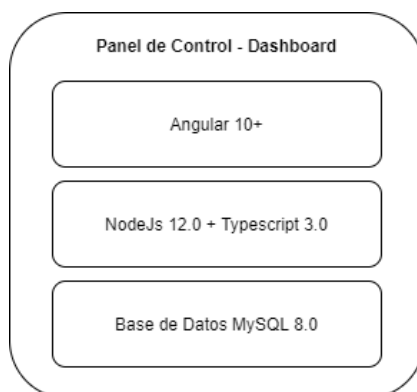 Panel de Control - Dashboard
Angular 10+
NodeJs 12.0 + Typescript 3.0
Base de Datos MySQL 8.0